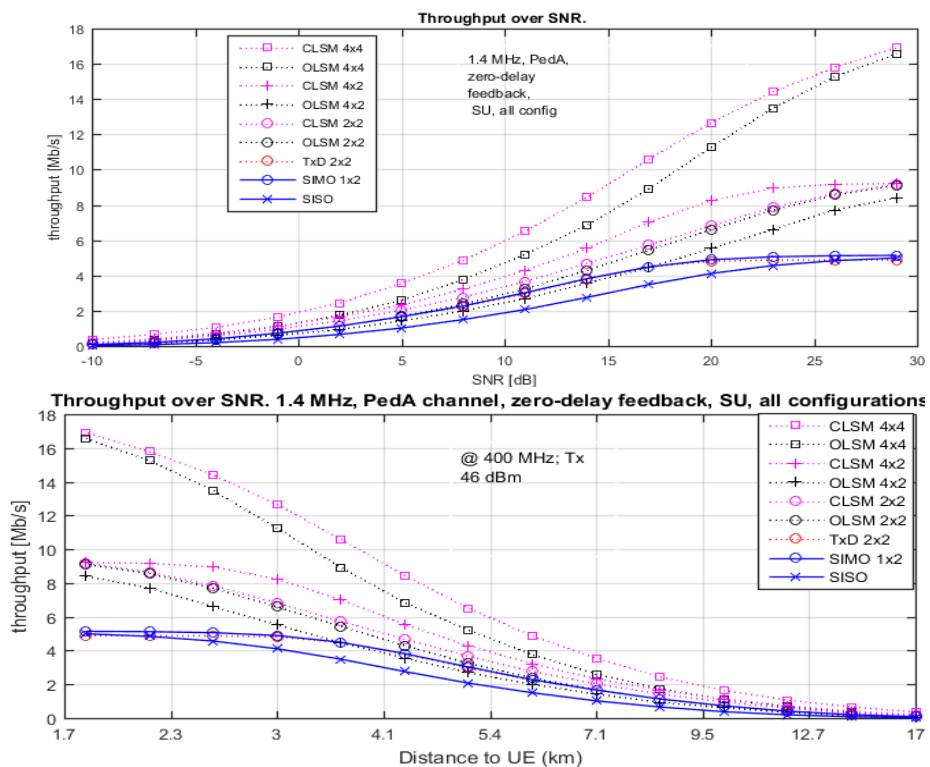 Throughput over SNR.
18
16
14
12
10
8
6
4
2
0
throughput [Mb/s]
CLSM 4x4
OLSM 4x4
CLSM 4x2
OLSM 4x2
CLSM 2x2
OLSM 2x2
TxD 2x2
SIMO 1x2
SISO
1.4 MHz, PedA,
zero-delay
feedback,
SU, all config
-10 -5 0 5 10 15 20 25 30
SNR [dB]
Throughput over SNR. 1.4 MHz, PedA channel, zero-delay feedback, SU, all configurations
18
16
14
12
10
8
6
4
2
0
throughput [Mb/s]
@ 400 MHz; Tx
46 dBm
CLSM 4x4
OLSM 4x4
CLSM 4x2
OLSM 4x2
CLSM 2x2
OLSM 2x2
TxD 2x2
SIMO 1x2
SISO
1.7 2.3 3 4.1 5.4 7.1 9.5 12.7 17
Distance to UE (km)